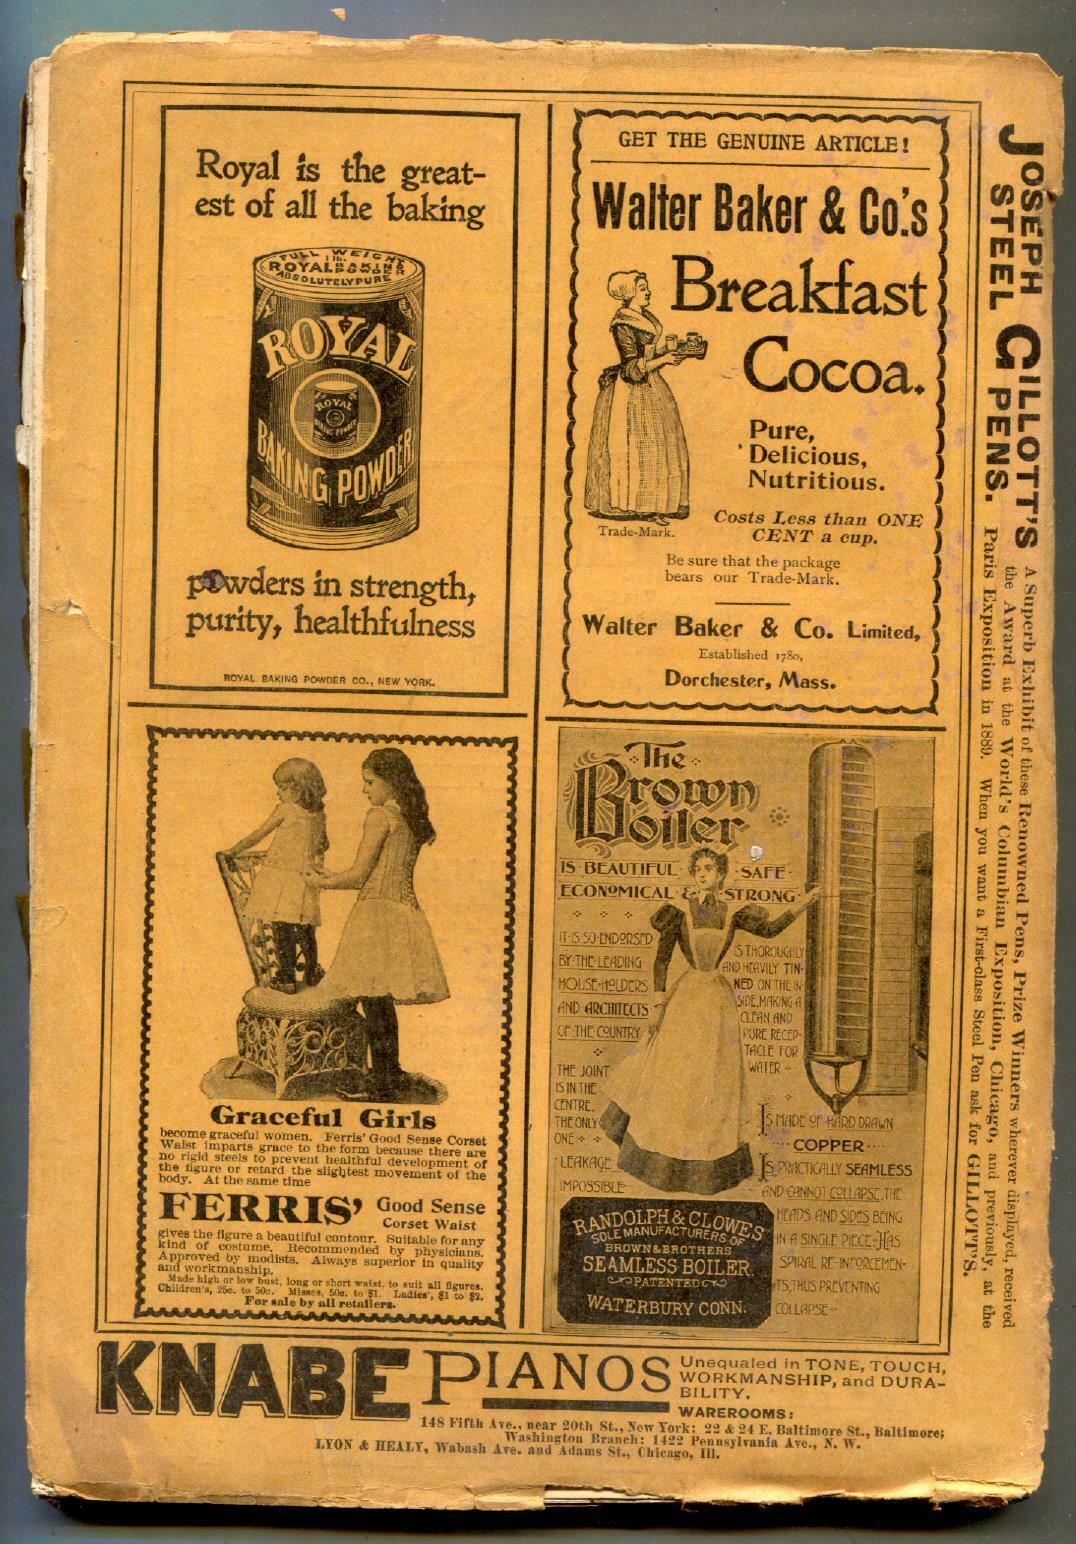 Royal is the great-
est of all the baking
FULL WEIGHT
1 lb.
ROYAL BAKING
POWDER
ABSOLUTELY PURE
ROYAL
ROYAL
BAKING POWDER
BAKING POWDER
powders in strength,
purity, healthfulness
ROYAL BAKING POWDER CO., NEW YORK.
GET THE GENUINE ARTICLE!
Walter Baker & Co.'s
Breakfast
Cocoa.
Pure,
Delicious,
Nutritious.
Trade-Mark.
Costs Less than ONE
CENT a cup.
Be sure that the package
bears our Trade-Mark.
Walter Baker & Co. Limited,
Established 1780,
Dorchester, Mass.
Graceful Girls
become graceful women. Ferris' Good Sense Corset
Waist imparts grace to the form because there are
no rigid steels to prevent healthful development of
the figure or retard the slightest movement of the
body. At the same time
FERRIS' Good Sense
Corset Waist
gives the figure a beautiful contour. Suitable for any
kind of costume. Recommended by physicians.
Approved by modists. Always superior in quality
and workmanship.
Made high or low bust, long or short waist, to suit all figures.
Children's, 25c. to 50c. Misses, 50c. to $1. Ladies', $1 to $2.
For sale by all retailers.
The
Brown
Boiler
IS BEAUTIFUL SAFE
ECONOMICAL & STRONG
IT IS SO ENDORSED
BY THE LEADING
HOUSE-HOLDERS
AND ARCHITECTS
OF THE COUNTRY
THE JOINT
IS IN THE
CENTRE,
THE ONLY
ONE
LEAKAGE
IMPOSSIBLE
IS THOROUGHLY
AND HEAVILY TIN-
NED ON THE IN-
SIDE, MAKING A
CLEAN AND
PURE RECEP-
TACLE FOR
WATER
IS MADE OF HARD DRAWN
COPPER
IS PRACTICALLY SEAMLESS
AND CANNOT COLLAPSE, THE
HEADS AND SIDES BEING
IN A SINGLE PIECE-HAS
SPIRAL RE-INFORCEMEN-
TS, THUS PREVENTING
COLLAPSE
RANDOLPH & CLOWES
SOLE MANUFACTURERS OF
BROWN & BROTHERS
SEAMLESS BOILER.
PATENTED
WATERBURY CONN.
JOSEPH GILLOTT'S
STEEL PENS.
A Superb Exhibit of these Renowned Pens, Prize Winners wherever displayed, received
the Award at the World's Columbian Exposition, Chicago, and previously, at the
Paris Exposition in 1889. When you want a First-class Steel Pen ask for GILLOTT'S.
KNABE PIANOS
Unequaled in TONE, TOUCH,
WORKMANSHIP, and DURA-
BILITY.
WAREROOMS:
148 Fifth Ave., near 20th St., New York; 22 & 24 E. Baltimore St., Baltimore;
Washington Branch: 1422 Pennsylvania Ave., N. W.
LYON & HEALY, Wabash Ave. and Adams St., Chicago, Ill.